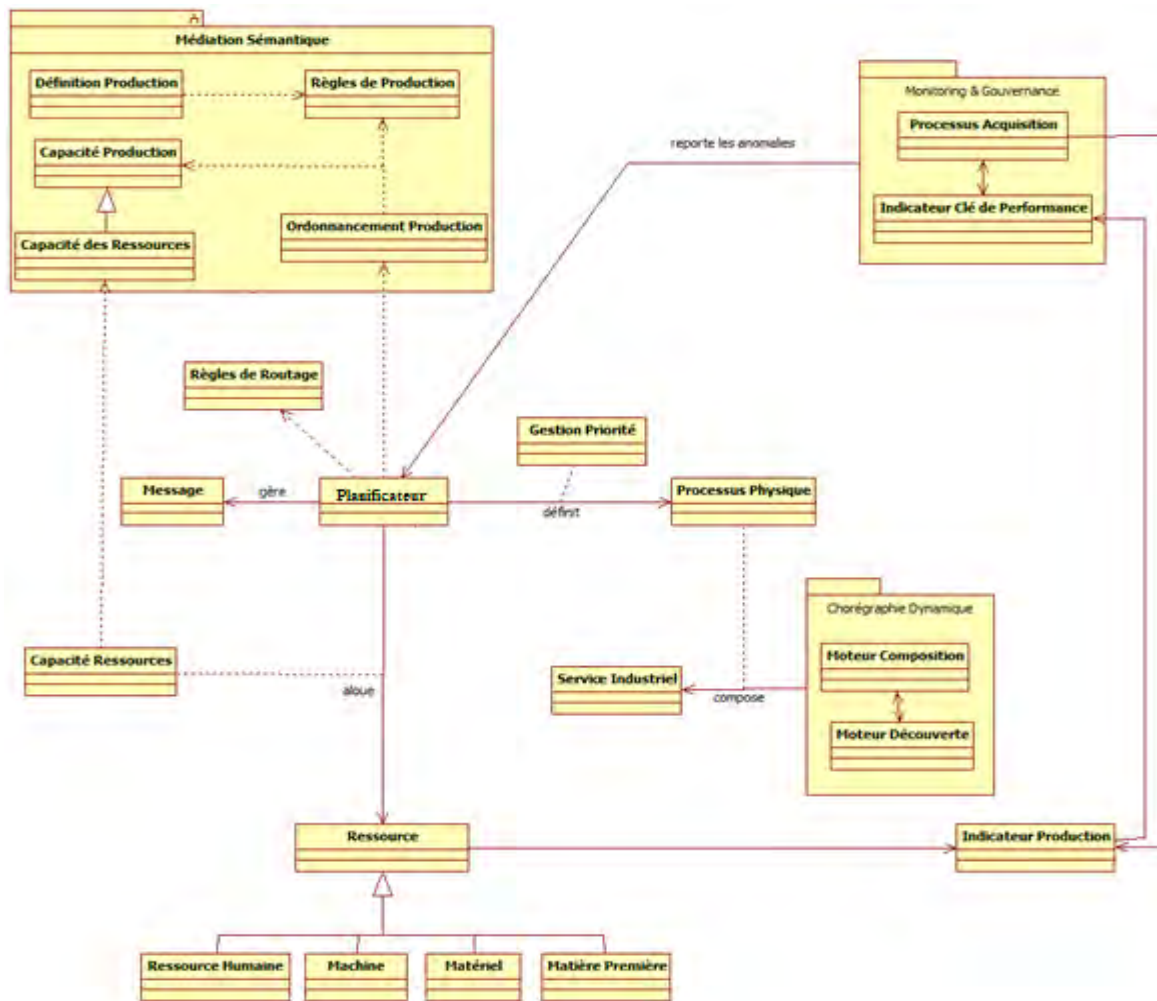 Médiation Sémantique
Définition Production
Règles de Production
Capacité Production
Capacité des Ressources
Ordonnancement Production
Monitoring & Gouvernance
Processus Acquisition
Indicateur Clé de Performance
reporte les anomalies
Règles de Routage
Gestion Priorité
Message
gère
Planificateur
définit
Processus Physique
Chorégraphie Dynamique
Moteur Composition
Moteur Découverte
Capacité Ressources
aloue
Service Industriel
compose
Ressource
Indicateur Production
Ressource Humaine
Machine
Matériel
Matière Première